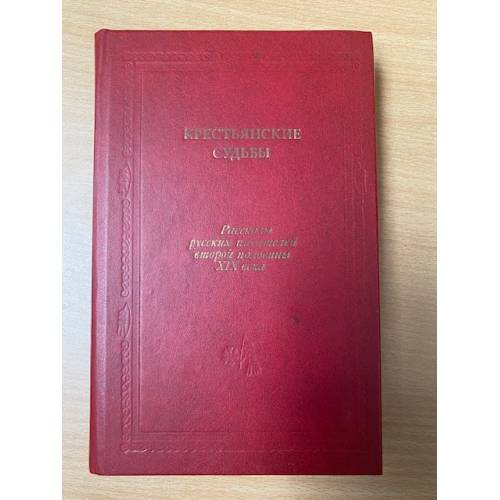 КРЕСТЬЯНСКИЕ
СУДЬБЫ
Рассказы
русских писателей
второй половины
XIX века